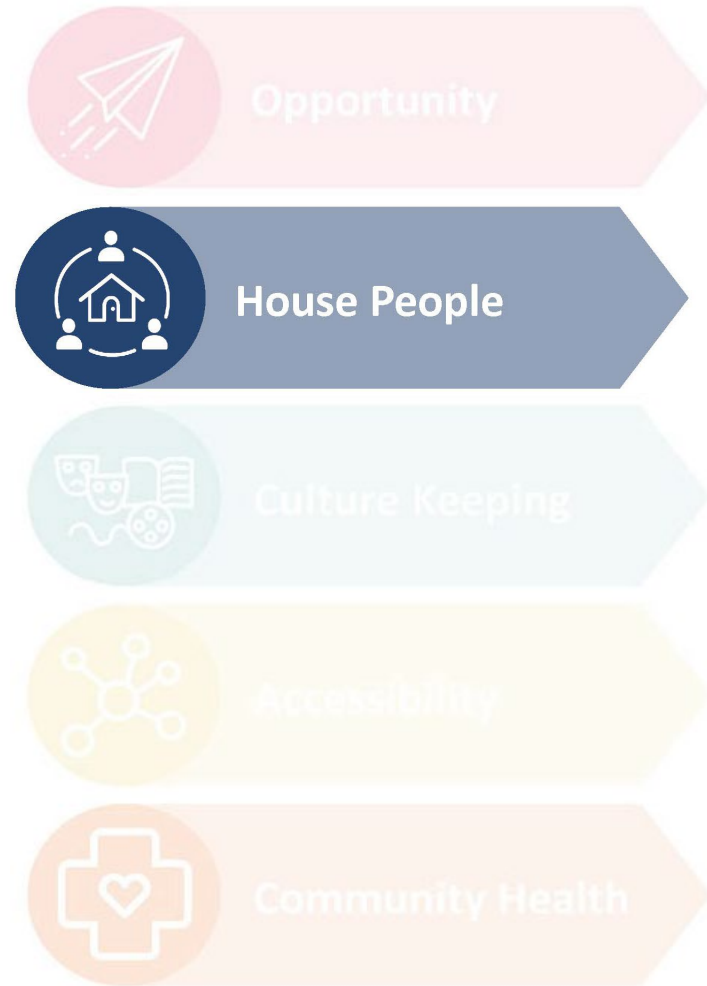 Opportunity
House People
Culture Keeping
Accessibility
Community Health